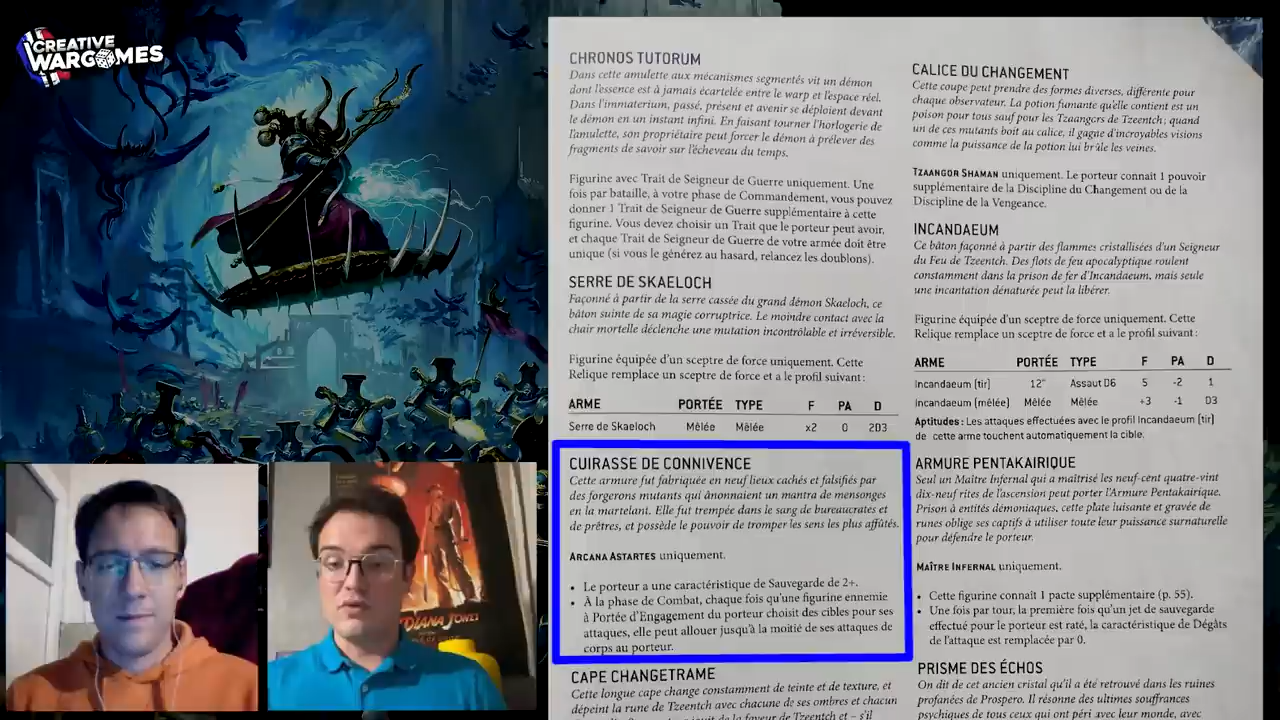 CREATIVE
WARGAMES
CHRONOS TUTORUM
Dans cette amulette aux mécanismes segmentés vit un démon
dont l'essence est à jamais écartelée entre le warp et l'espace réel.
Dans l'immaterium, passé, présent et avenir se déploient devant
le démon en un instant infini. En faisant tourner l'horlogerie de
l'amulette, son propriétaire peut forcer le démon à prélever des
fragments de savoir sur l'écheveau du temps.
Figurine avec Trait de Seigneur de Guerre uniquement. Une
fois par bataille, à votre phase de Commandement, vous pouvez
donner 1 Trait de Seigneur de Guerre supplémentaire à cette
figurine. Vous devez choisir un Trait que le porteur peut avoir,
et chaque Trait de Seigneur de Guerre de votre armée doit être
unique (si vous le générez au hasard, relancez les doublons).
SERRE DE SKAELOCH
Façonné à partir de la serre cassée du grand démon Skaeloch, ce
bâton suinte de sa magie corruptrice. Le moindre contact avec la
chair mortelle déclenche une mutation incontrôlable et irréversible.
Figurine équipée d'un sceptre de force uniquement. Cette
Relique remplace un sceptre de force et a le profil suivant :
ARME PORTÉE TYPE F PA D
Serre de Skaeloch Mêlée Mêlée x2 0 2D3
CUIRASSE DE CONNIVENCE
Cette armure fut fabriquée en neuf lieux cachés et falsifiés par
des forgerons mutants qui ânonnaient un mantra de mensonges
en la martelant. Elle fut trempée dans le sang de bureaucrates et
de prêtres, et possède le pouvoir de tromper les sens les plus affûtés.
ARCANA ASTARTES uniquement.
• Le porteur a une caractéristique de Sauvegarde de 2+.
• À la phase de Combat, chaque fois qu'une figurine ennemie
à Portée d'Engagement du porteur choisit des cibles pour ses
attaques, elle peut allouer jusqu'à la moitié de ses attaques de
corps au porteur.
CAPE CHANGETRAME
Cette longue cape change constamment de teinte et de texture, et
dépeint la ruine de Tzeentch avec chacune de ses ombres et chacun
CALICE DU CHANGEMENT
Cette coupe peut prendre des formes diverses, différente pour
chaque observateur. La potion fumante qu'elle contient est un
poison pour tous sauf pour les Tzaangors de Tzeentch ; quand
un de ces mutants boit au calice, il gagne d'incroyables visions
comme la puissance de la potion lui brûle les veines.
TZAANGOR SHAMAN uniquement. Le porteur connaît 1 pouvoir
supplémentaire de la Discipline du Changement ou de la
Discipline de la Vengeance.
INCANDAEUM
Ce bâton façonné à partir des flammes cristallisées d'un Seigneur
du Feu de Tzeentch. Des flots de feu apocalyptique roulent
constamment dans la prison de fer d'Incandaeum, mais seule
une incantation dénaturée peut la libérer.
Figurine équipée d'un sceptre de force uniquement. Cette
Relique remplace un sceptre de force et a le profil suivant :
ARME PORTÉE TYPE F PA D
Incandaeum (tir) 12" Assaut D6 5 -2 1
Incandaeum (mêlée) Mêlée Mêlée +3 -1 D3
Aptitudes : Les attaques effectuées avec le profil Incandaeum (tir)
de cette arme touchent automatiquement la cible.
ARMURE PENTAKAIRIQUE
Seul un Maître Infernal qui a maîtrisé les neuf-cent quatre-vint
dix-neuf rites de l'ascension peut porter l'Armure Pentakairique.
Prison à entités démoniaques, cette plate luisante et gravée de
runes oblige ses captifs à utiliser toute leur puissance surnaturelle
pour défendre le porteur.
MAÎTRE INFERNAL uniquement.
• Cette figurine connaît 1 pacte supplémentaire (p. 55).
• Une fois par tour, la première fois qu'un jet de sauvegarde
effectué pour le porteur est raté, la caractéristique de Dégâts
de l'attaque est remplacée par 0.
PRISME DES ÉCHOS
On dit de cet ancien cristal qu'il a été retrouvé dans les ruines
profanées de Prospero. Il résonne des ultimes souffrances
psychiques de tous ceux qui ont péri avec leur monde, avec
DIANA JONES